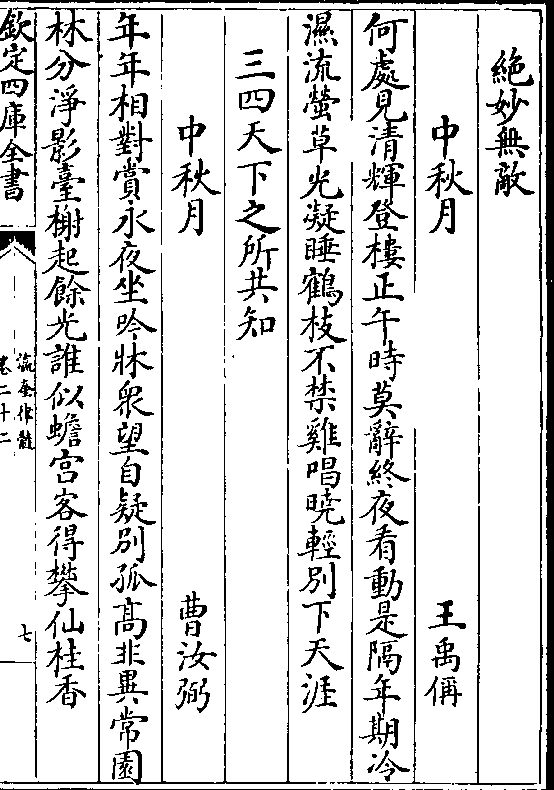 絶妙無敵
中秋月　王禹偁
何處見清輝登樓正午時莫辭終夜看動是隔年期冷
濕流螢草光凝睡鶴枝不禁雞唱曉輕別下天涯
三四天下之所共知
中秋月　曹汝弼
年年相對賞永夜坐吟牀衆望自疑別孤髙非異常園
林分淨影臺榭起餘光誰似蟾宫客得攀仙桂香
欽定四庫全書
瀛奎律髓
卷二十二
七